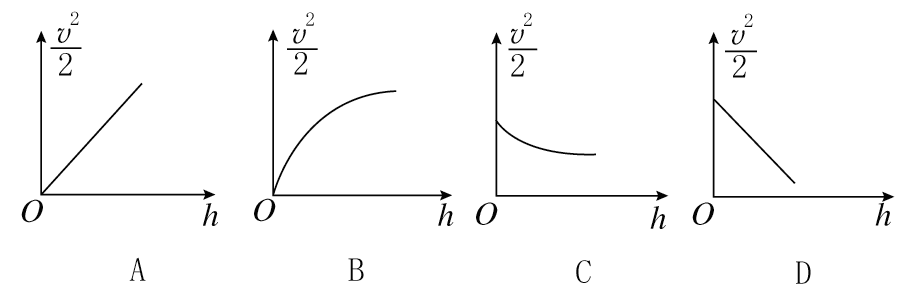 v²/2 v²/2 v²/2 v²/2
O h O h O h O h
A B C D